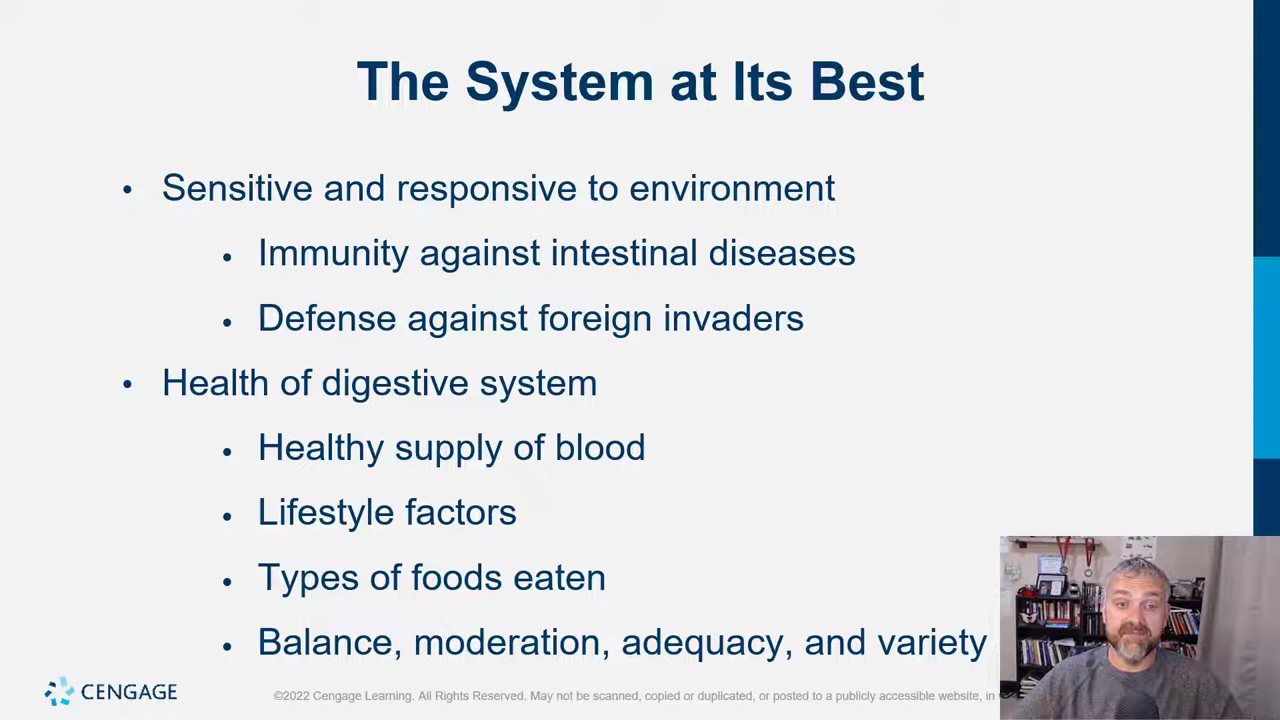 The System at Its Best
• Sensitive and responsive to environment
• Immunity against intestinal diseases
• Defense against foreign invaders
• Health of digestive system
• Healthy supply of blood
• Lifestyle factors
• Types of foods eaten
• Balance, moderation, adequacy, and variety
CENGAGE
©2022 Cengage Learning. All Rights Reserved. May not be scanned, copied or duplicated, or posted to a publicly accessible website, in